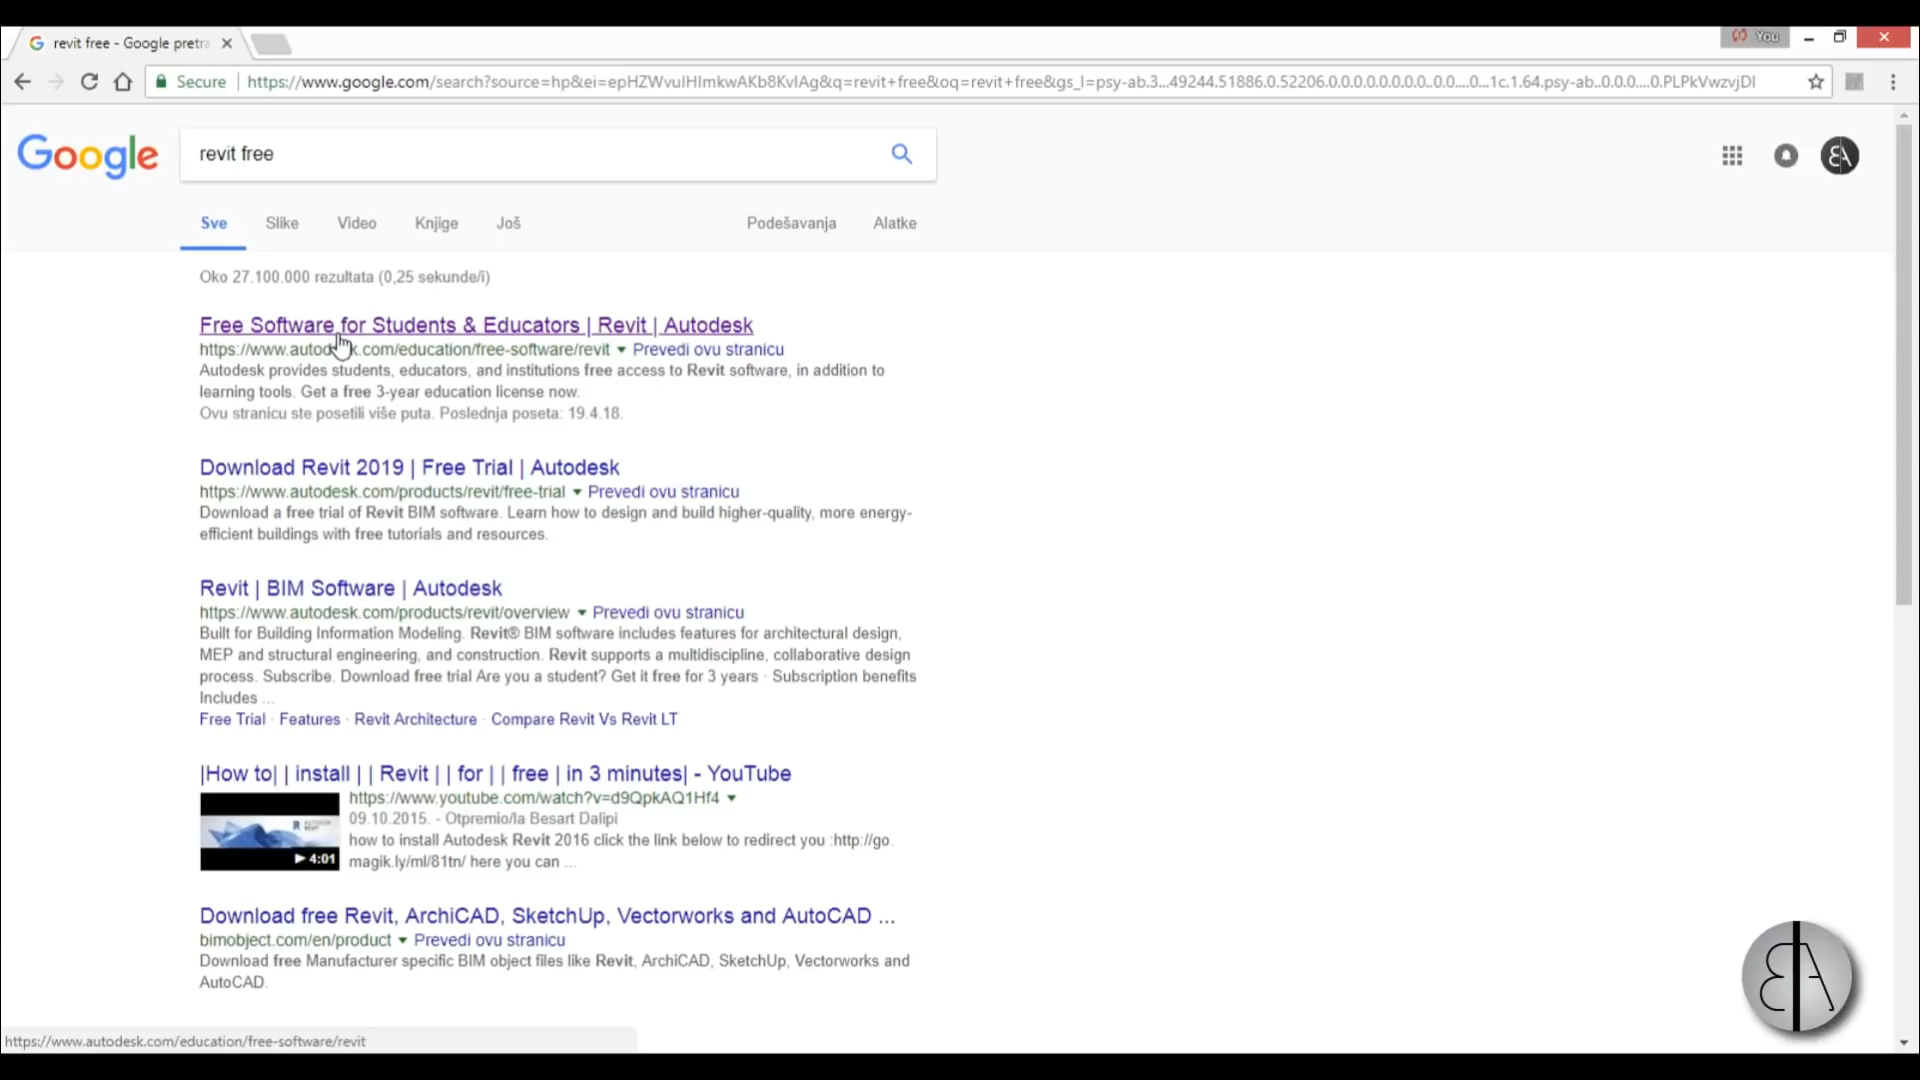 revit free - Google pretra
You
Secure
https://www.google.com/search?source=hp&ei=epHZWvulHImkwAKb8KvIAg&q=revit+free&oq=revit+free&gs_l=psy-ab.3...49244.51886.0.52206.0.0.0.0.0.0.0.0..0.0....0...1c.1.64.psy-ab..0.0.0....0.PLPkVwzvjDI
Google
revit free
Sve
Slike
Video
Knjige
Još
Podešavanja
Alatke
Oko 27.100.000 rezultata (0,25 sekunde/i)
Free Software for Students & Educators | Revit | Autodesk
https://www.autodesk.com/education/free-software/revit ▼ Prevedi ovu stranicu
Autodesk provides students, educators, and institutions free access to Revit software, in addition to
learning tools. Get a free 3-year education license now.
Ovu stranicu ste posetili više puta. Poslednja poseta: 19.4.18.
Download Revit 2019 | Free Trial | Autodesk
https://www.autodesk.com/products/revit/free-trial ▼ Prevedi ovu stranicu
Download a free trial of Revit BIM software. Learn how to design and build higher-quality, more energy-
efficient buildings with free tutorials and resources.
Revit | BIM Software | Autodesk
https://www.autodesk.com/products/revit/overview ▼ Prevedi ovu stranicu
Built for Building Information Modeling. Revit® BIM software includes features for architectural design,
MEP and structural engineering, and construction. Revit supports a multidiscipline, collaborative design
process. Subscribe. Download free trial Are you a student? Get it free for 3 years · Subscription benefits
Includes ...
Free Trial · Features · Revit Architecture · Compare Revit Vs Revit LT
|How to| | install | | Revit | | for | | free | in 3 minutes| - YouTube
https://www.youtube.com/watch?v=d9QpkAQ1Hf4 ▼
09.10.2015. - Otpremio/la Besart Dalipi
how to install Autodesk Revit 2016 click the link below to redirect you :http://go.
magik.ly/ml/81tn/ here you can ...
4:01
Download free Revit, ArchiCAD, SketchUp, Vectorworks and AutoCAD ...
bimobject.com/en/product ▼ Prevedi ovu stranicu
Download free Manufacturer specific BIM object files like Revit, ArchiCAD, SketchUp, Vectorworks and
AutoCAD.
https://www.autodesk.com/education/free-software/revit